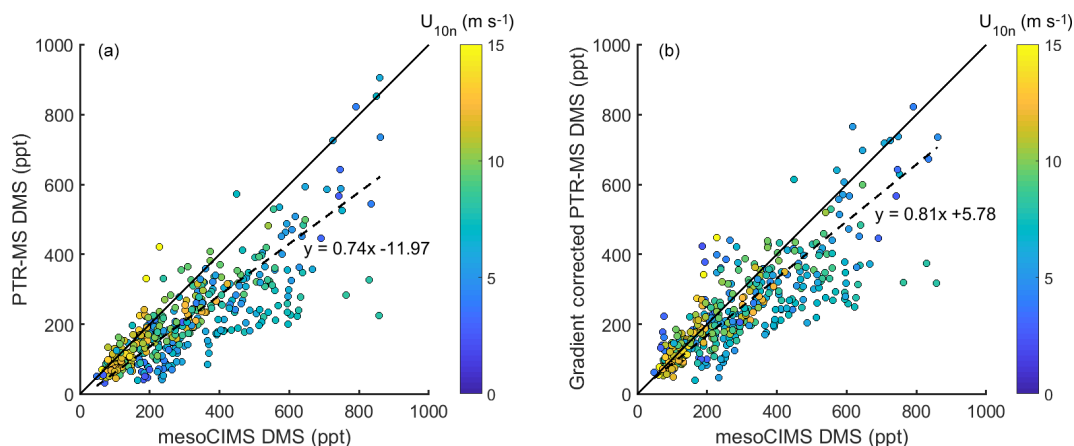 U10n (m s-1)
(a)
PTR-MS DMS (ppt)
1000
800
600
400
200
0
y = 0.74x -11.97
0 200 400 600 800 1000
mesoCIMS DMS (ppt)
15
10
5
0
U10n (m s-1)
(b)
Gradient corrected PTR-MS DMS (ppt)
1000
800
600
400
200
0
y = 0.81x +5.78
0 200 400 600 800 1000
mesoCIMS DMS (ppt)
15
10
5
0